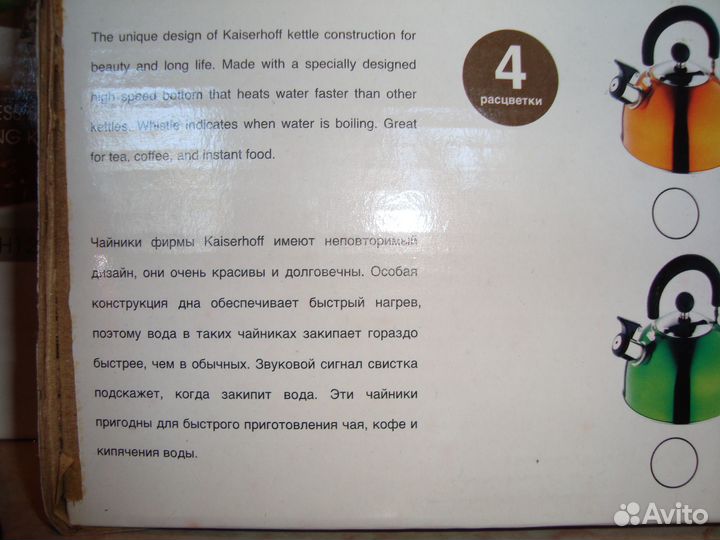 The unique design of Kaiserhoff kettle construction for
beauty and long life. Made with a specially designed
high speed bottom that heats water faster than other
kettles. Whistle indicates when water is boiling. Great
for tea, coffee, and instant food.
4
расцветки
Чайники фирмы Kaiserhoff имеют неповторимый
дизайн, они очень красивы и долговечны. Особая
конструкция дна обеспечивает быстрый нагрев,
поэтому вода в таких чайниках закипает гораздо
быстрее, чем в обычных. Звуковой сигнал свистка
подскажет, когда закипит вода. Эти чайники
пригодны для быстрого приготовления чая, кофе и
кипячения воды.
Avito